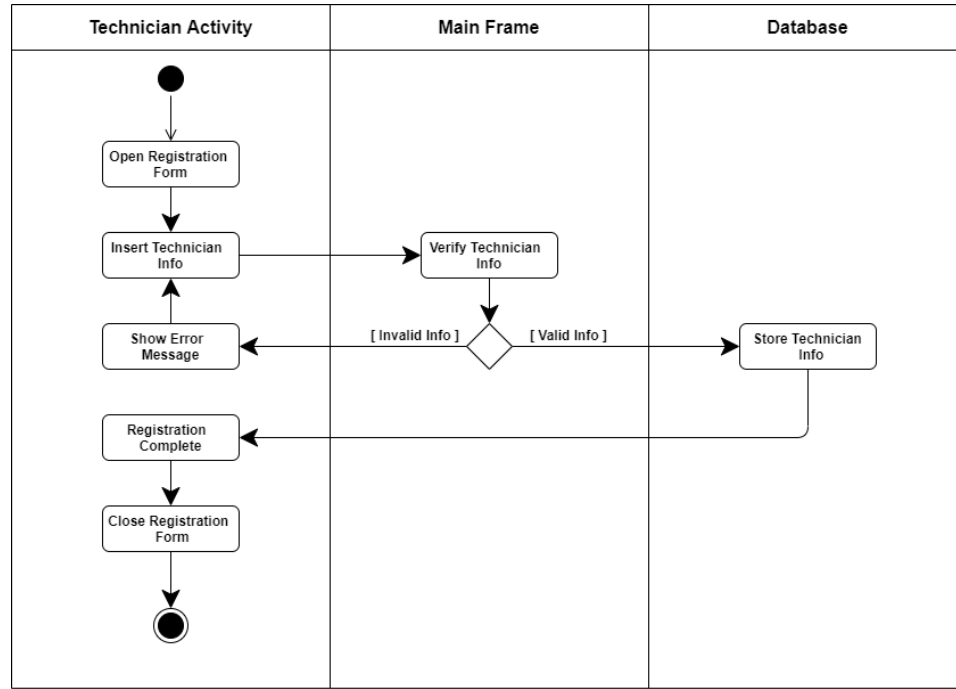 Technician Activity
Main Frame
Database
Open Registration
Form
Insert Technician
Info
Verify Technician
Info
[ Invalid Info ]
[ Valid Info ]
Show Error
Message
Store Technician
Info
Registration
Complete
Close Registration
Form